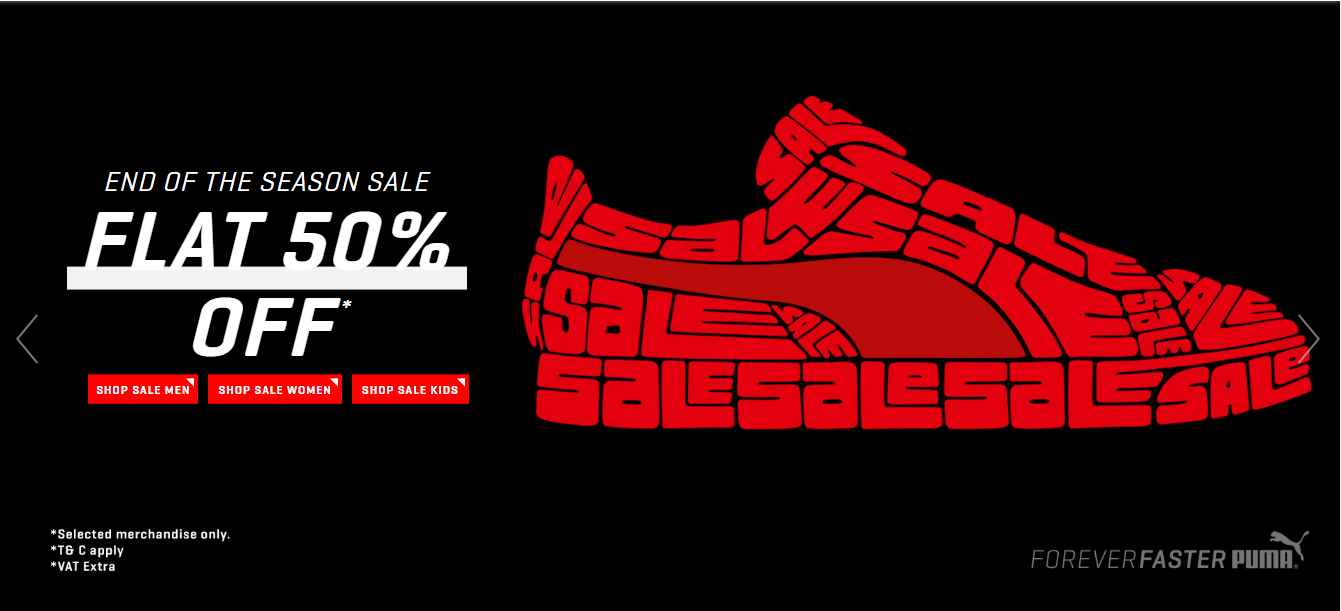 END OF THE SEASON SALE
FLAT 50%
OFF*
SHOP SALE MEN
SHOP SALE WOMEN
SHOP SALE KIDS
SALE
SALE
SALE
SALE
SALE
SALE
SALE
SALE
SALE
SaLe SaLe SaLe SALe
*Selected merchandise only.
*T& C apply
*VAT Extra
FOREVER FASTER PUMA